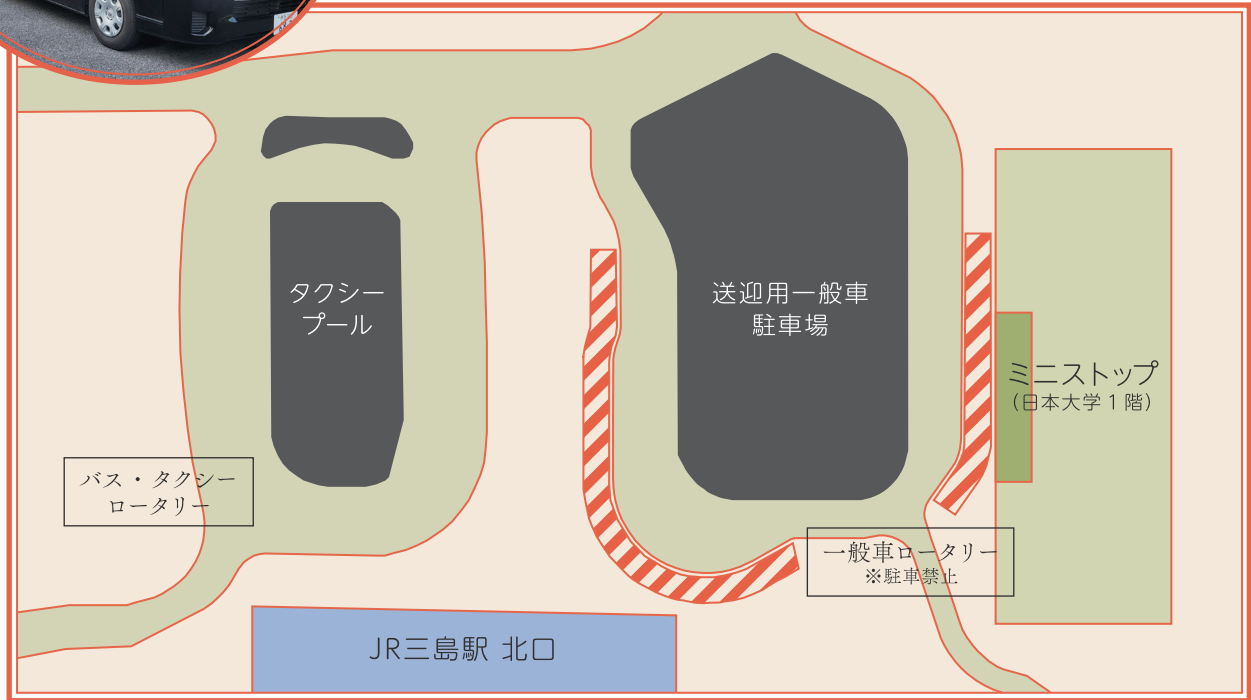 タクシー
プール
送迎用一般車
駐車場
ミニストップ
（日本大学1階）
バス・タクシー
ロータリー
一般車ロータリー
※駐車禁止
JR三島駅 北口